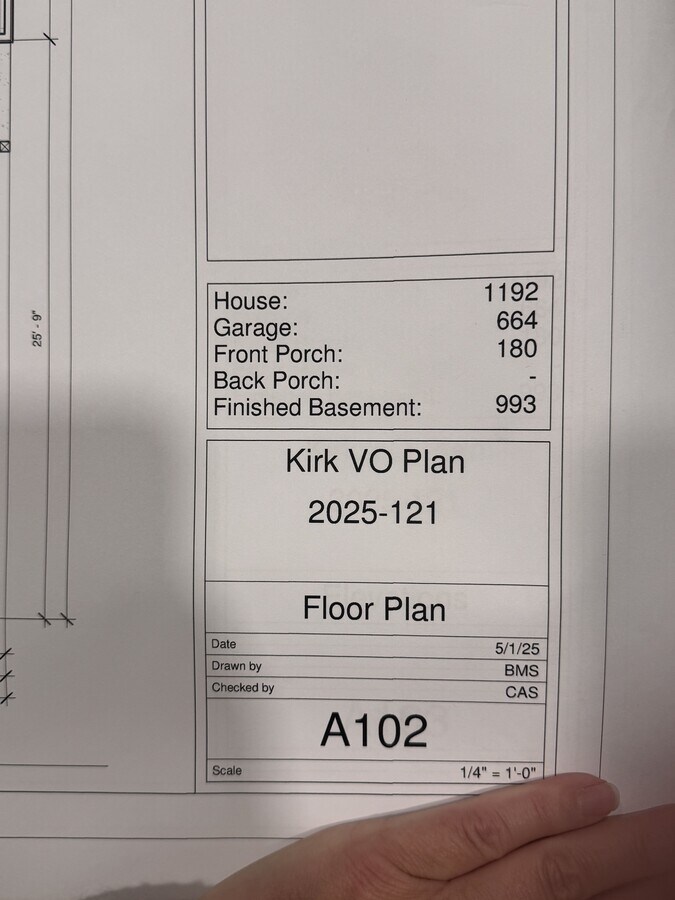 25' - 9"
House: 1192
Garage: 664
Front Porch: 180
Back Porch: -
Finished Basement: 993
Kirk VO Plan
2025-121
Floor Plan
Date 5/1/25
Drawn by BMS
Checked by CAS
A102
Scale 1/4" = 1'-0"